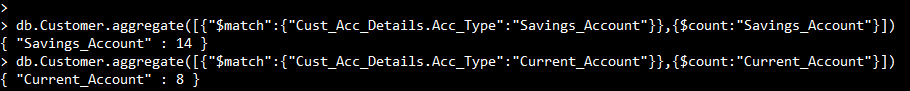 >
> db.Customer.aggregate([{"$match":{"Cust_Acc_Details.Acc_Type":"Savings_Account"}},{$count:"Savings_Account"}])
{ "Savings_Account" : 14 }
> db.Customer.aggregate([{"$match":{"Cust_Acc_Details.Acc_Type":"Current_Account"}},{$count:"Current_Account"}])
{ "Current_Account" : 8 }